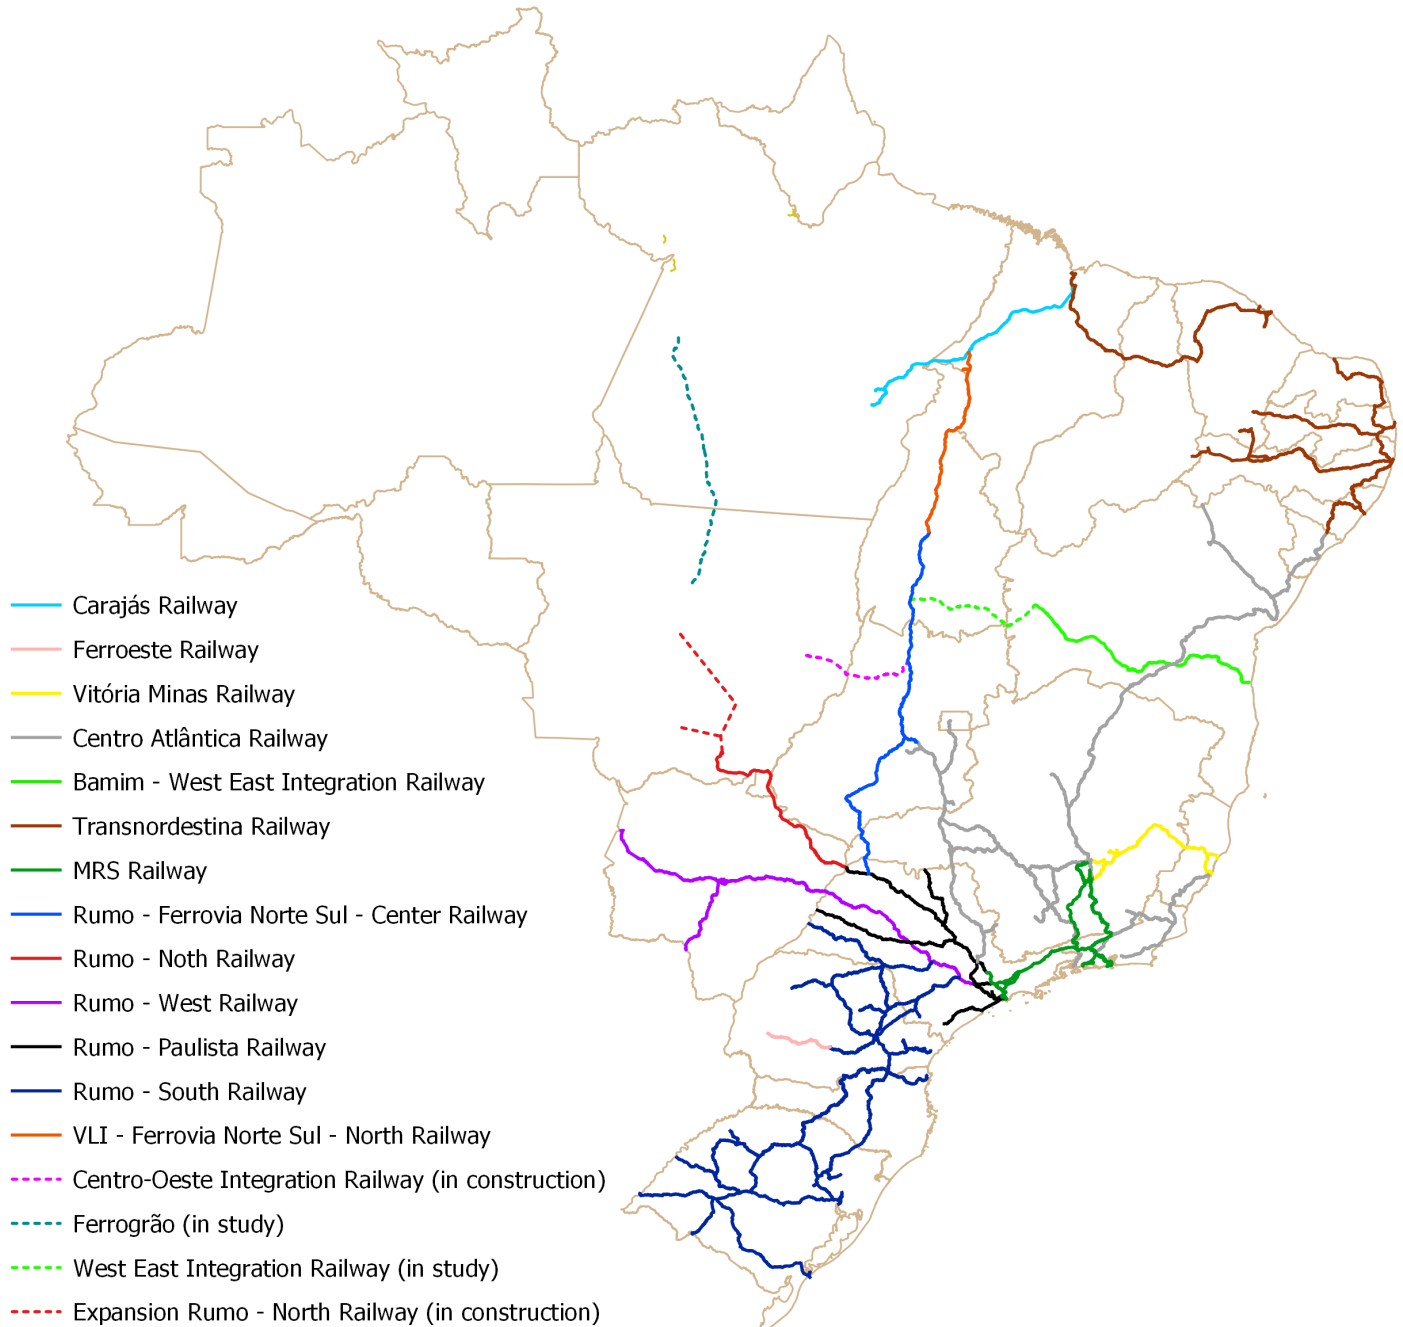 Carajás Railway
Ferroeste Railway
Vitória Minas Railway
Centro Atlântica Railway
Bamim - West East Integration Railway
Transnordestina Railway
MRS Railway
Rumo - Ferrovia Norte Sul - Center Railway
Rumo - Noth Railway
Rumo - West Railway
Rumo - Paulista Railway
Rumo - South Railway
VLI - Ferrovia Norte Sul - North Railway
Centro-Oeste Integration Railway (in construction)
Ferrogrão (in study)
West East Integration Railway (in study)
Expansion Rumo - North Railway (in construction)